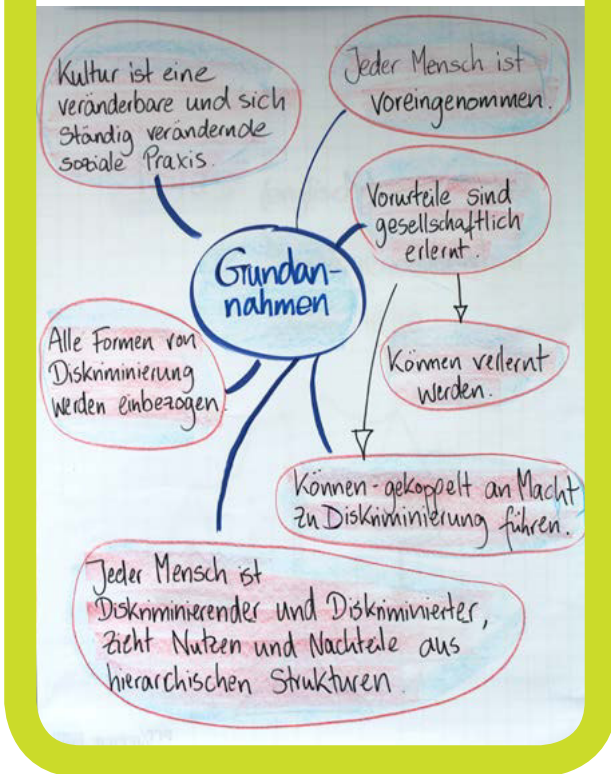 Kultur ist eine
veränderbare und sich
ständig verändernde
soziale Praxis.
Jeder Mensch ist
voreingenommen.
Vorurteile sind
gesellschaftlich
erlernt.
Grundan-
nahmen
Alle Formen von
Diskriminierung
werden einbezogen.
Können verlernt
werden.
Können gekoppelt an Macht
zu Diskriminierung führen.
Jeder Mensch ist
Diskriminierender und Diskriminierter,
zieht Nutzen und Nachteile aus
hierarchischen Strukturen.